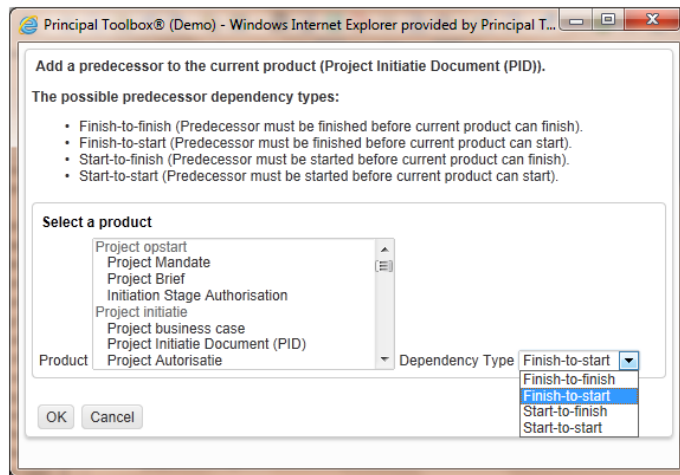 Principal Toolbox® (Demo) - Windows Internet Explorer provided by Principal T...
Add a predecessor to the current product (Project Initiatie Document (PID)).
The possible predecessor dependency types:
• Finish-to-finish (Predecessor must be finished before current product can finish).
• Finish-to-start (Predecessor must be finished before current product can start).
• Start-to-finish (Predecessor must be started before current product can finish).
• Start-to-start (Predecessor must be started before current product can start).
Select a product
Project opstart
Project Mandate
Project Brief
Initiation Stage Authorisation
Project initiatie
Project business case
Project Initiatie Document (PID)
Product Project Autorisatie Dependency Type Finish-to-start
Finish-to-finish
Finish-to-start
Start-to-finish
Start-to-start
OK Cancel